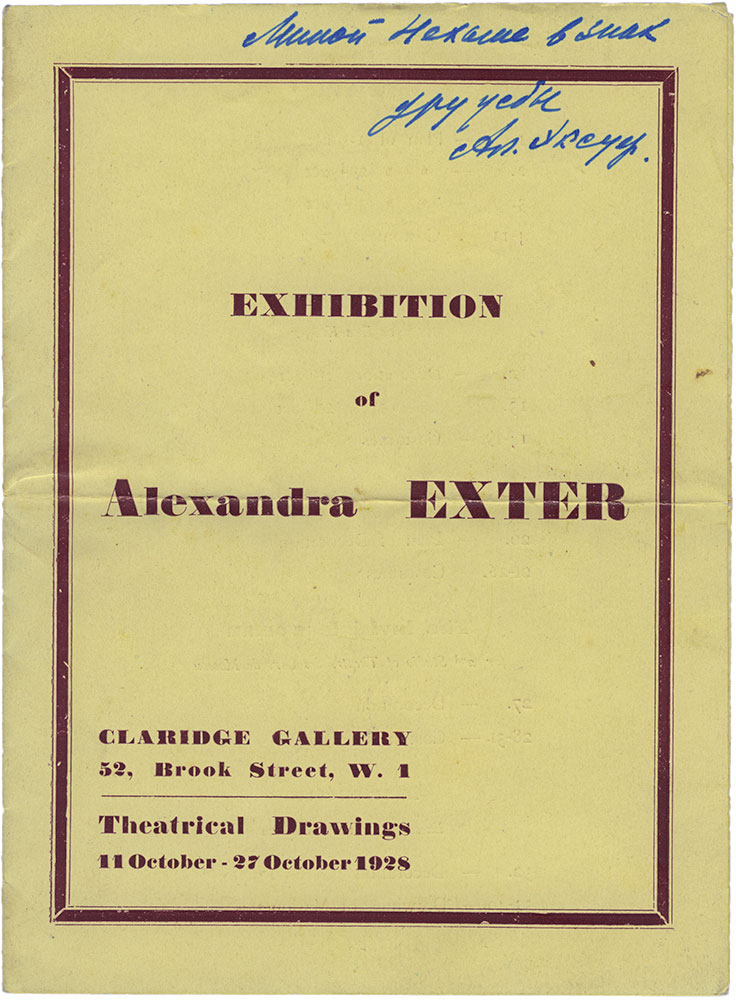 Милой Нехаме в знак
дружбы
Ал. Экстер.
EXHIBITION
of
Alexandra EXTER
CLARIDGE GALLERY
52, Brook Street, W. 1
Theatrical Drawings
11 October - 27 October 1928